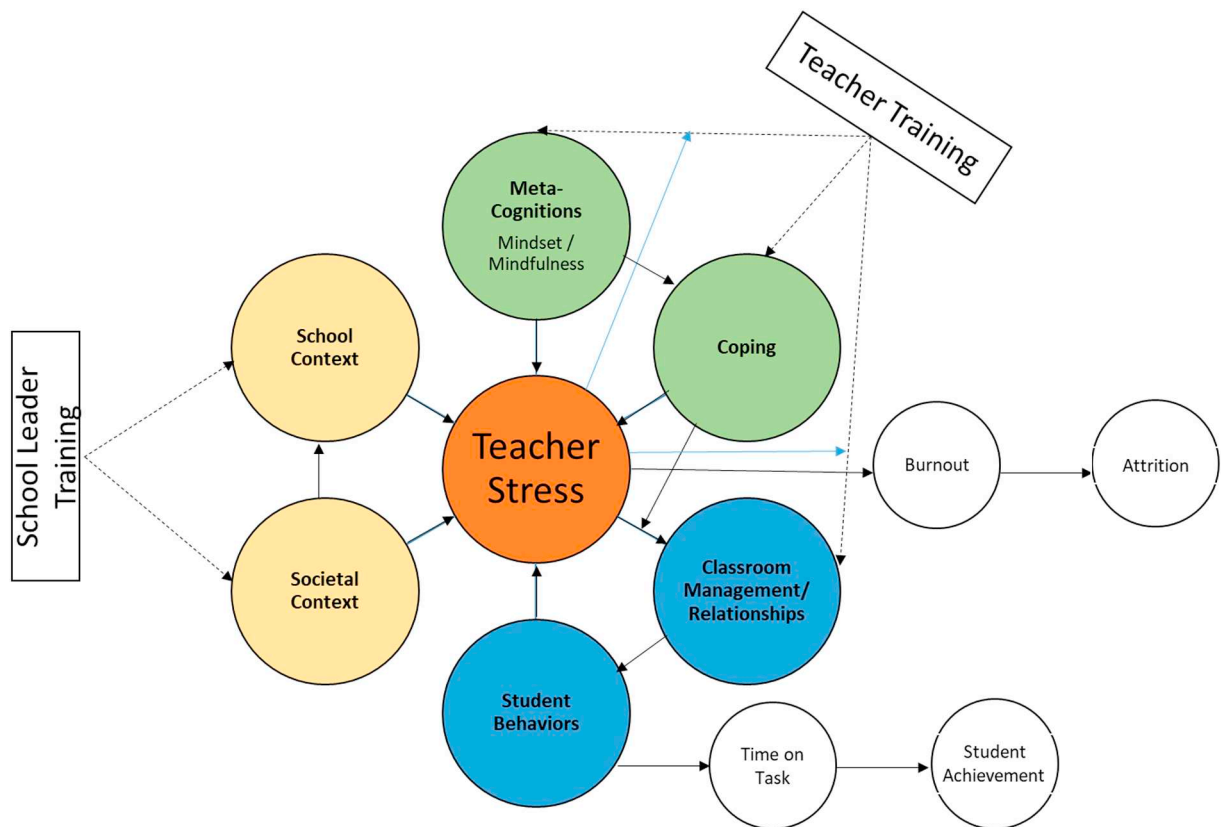 Teacher Training
Meta-
Cognitions
Mindset /
Mindfulness
School
Context
Coping
School Leader
Training
Teacher
Stress
Burnout
Attrition
Societal
Context
Classroom
Management/
Relationships
Student
Behaviors
Time on
Task
Student
Achievement